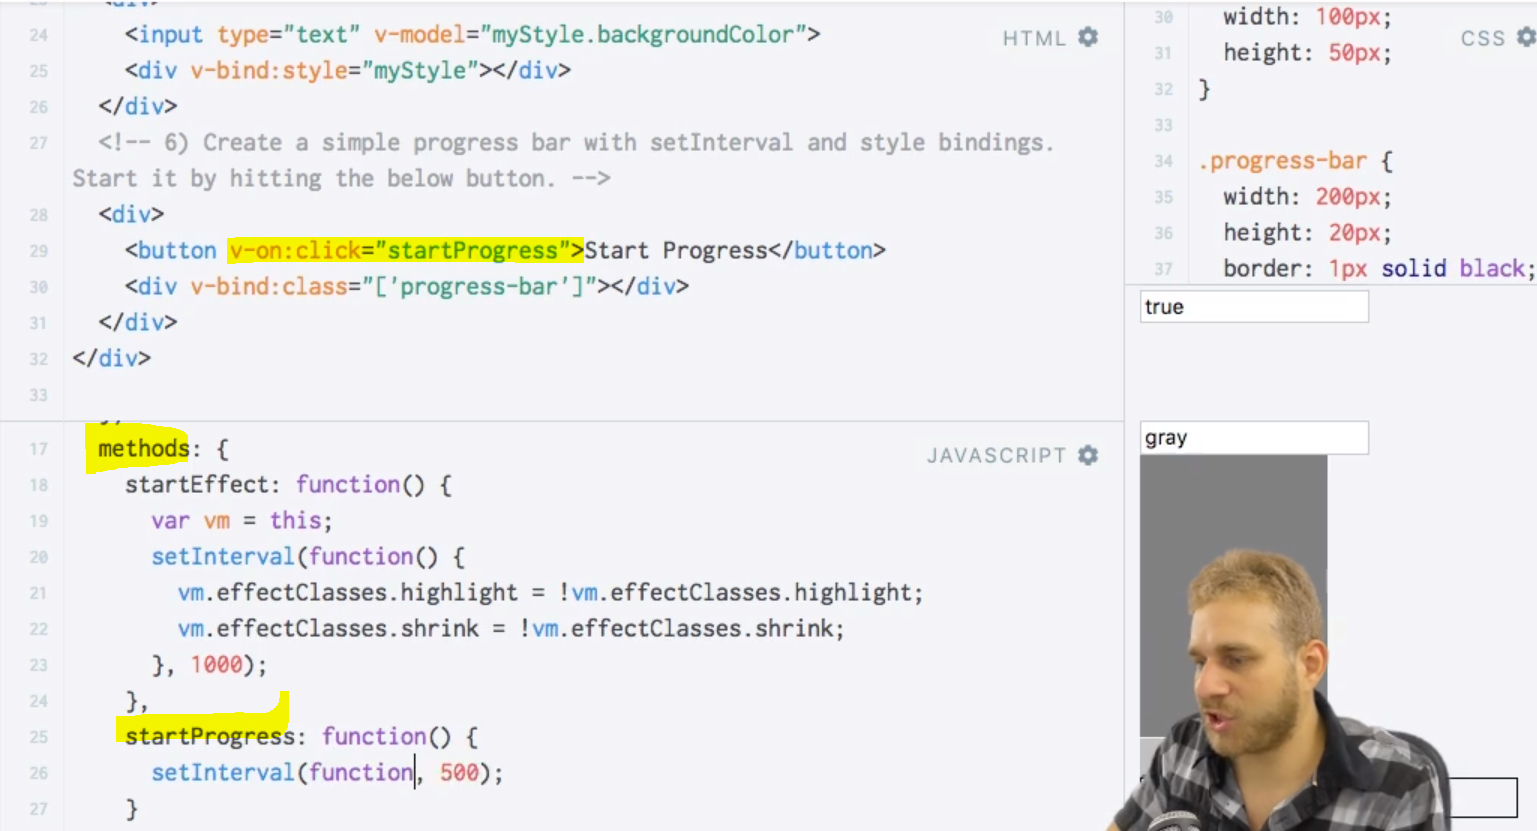 24 <input type="text" v-model="myStyle.backgroundColor">
25 <div v-bind:style="myStyle"></div>
26 </div>
27 <!-- 6) Create a simple progress bar with setInterval and style bindings.
Start it by hitting the below button. -->
28 <div>
29 <button v-on:click="startProgress">Start Progress</button>
30 <div v-bind:class="['progress-bar']"></div>
31 </div>
32 </div>
33
HTML
17 methods: {
18 startEffect: function() {
19 var vm = this;
20 setInterval(function() {
21 vm.effectClasses.highlight = !vm.effectClasses.highlight;
22 vm.effectClasses.shrink = !vm.effectClasses.shrink;
23 }, 1000);
24 },
25 startProgress: function() {
26 setInterval(function, 500);
27 }
JAVASCRIPT
30 width: 100px;
31 height: 50px;
32 }
33
34 .progress-bar {
35 width: 200px;
36 height: 20px;
37 border: 1px solid black;
CSS
true
gray